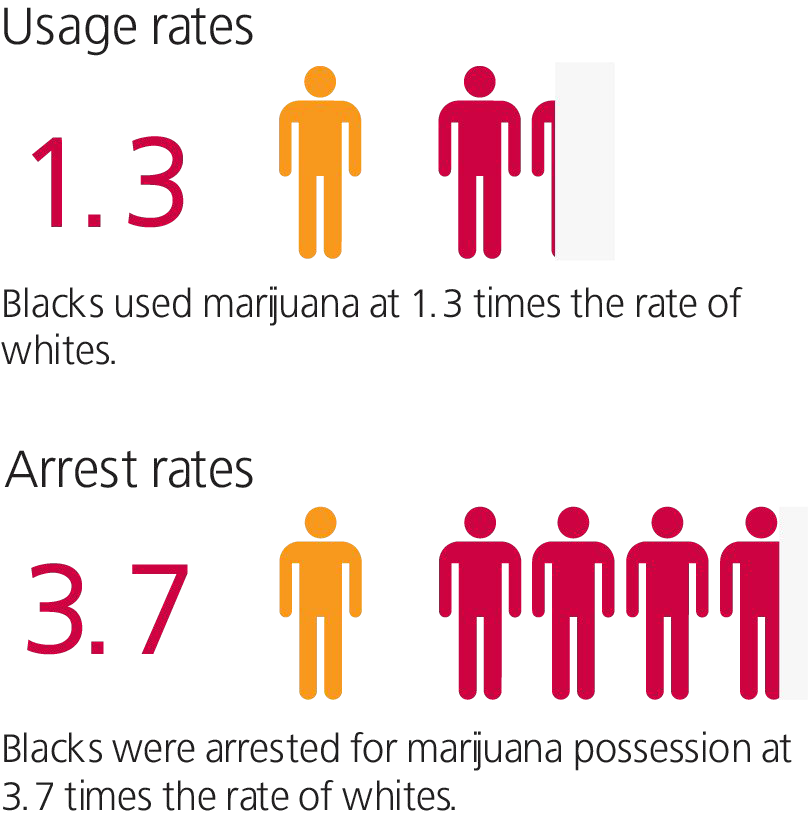 Usage rates
1.3
Blacks used marijuana at 1.3 times the rate of
whites.
Arrest rates
3.7
Blacks were arrested for marijuana possession at
3.7 times the rate of whites.